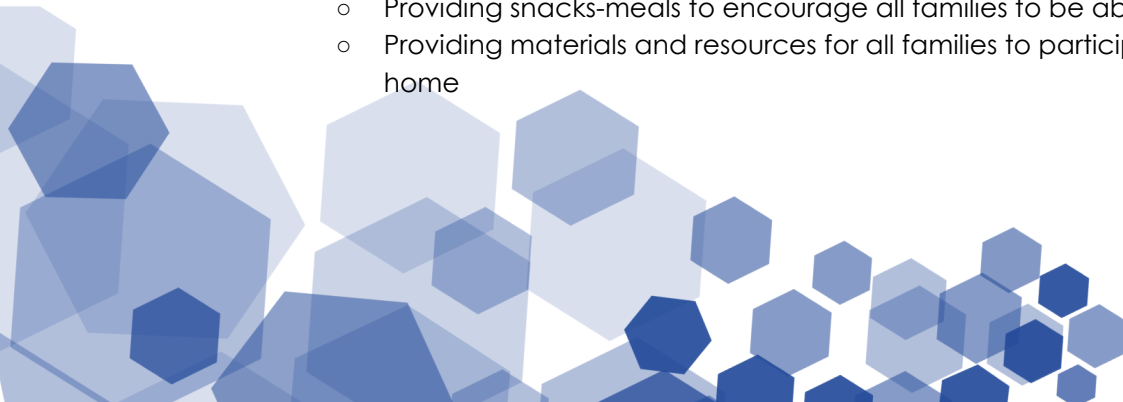 ○ Providing snacks-meals to encourage all families to be
○ Providing materials and resources for all families to
home